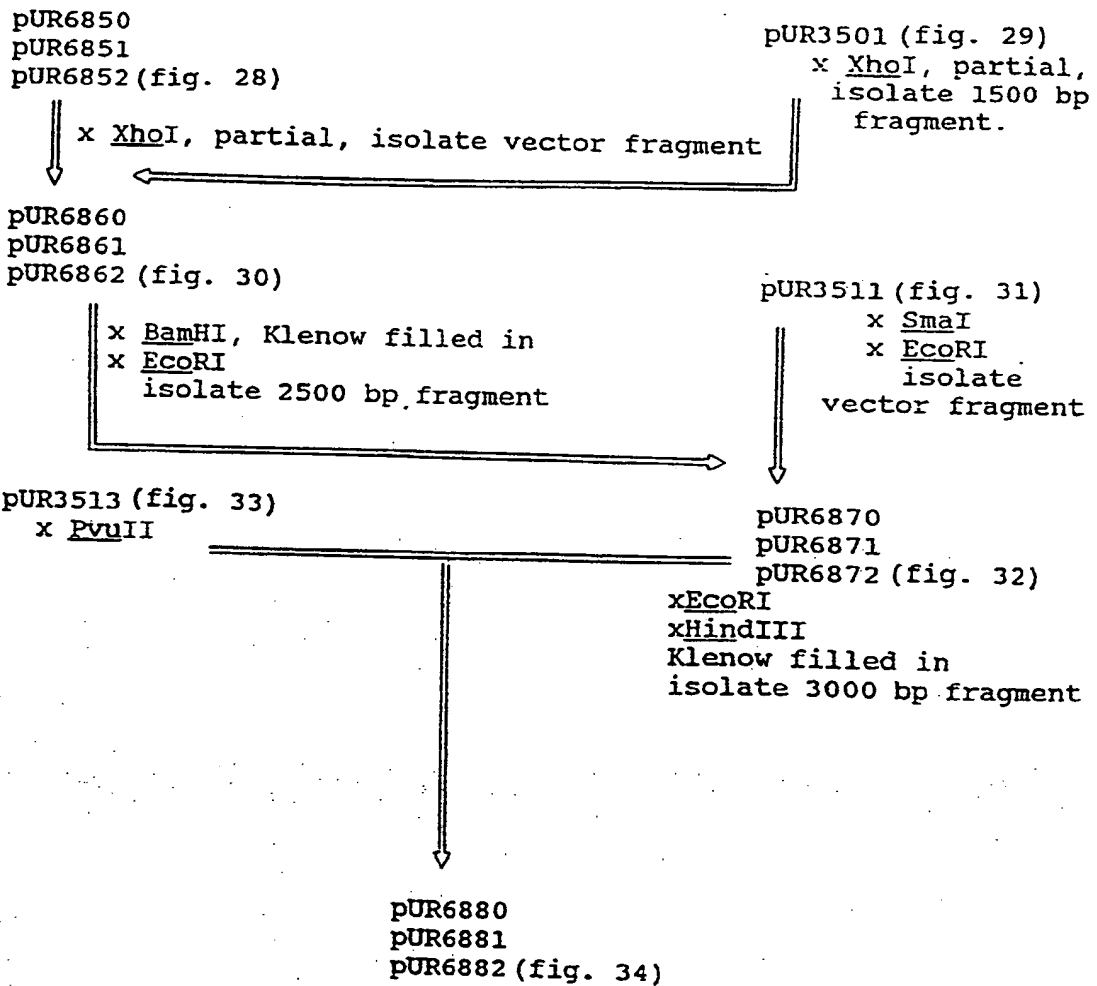 pUR6850
pUR6851
pUR6852 (fig. 28)
x XhoI, partial, isolate vector fragment
pUR3501 (fig. 29)
x XhoI, partial,
isolate 1500 bp
fragment.
pUR6860
pUR6861
pUR6862 (fig. 30)
x BamHI, Klenow filled in
x EcoRI
isolate 2500 bp fragment
pUR3511 (fig. 31)
x SmaI
x EcoRI
isolate
vector fragment
pUR3513 (fig. 33)
x PvuII
pUR6870
pUR6871
pUR6872 (fig. 32)
xEcoRI
xHindIII
Klenow filled in
isolate 3000 bp fragment
pUR6880
pUR6881
pUR6882 (fig. 34)